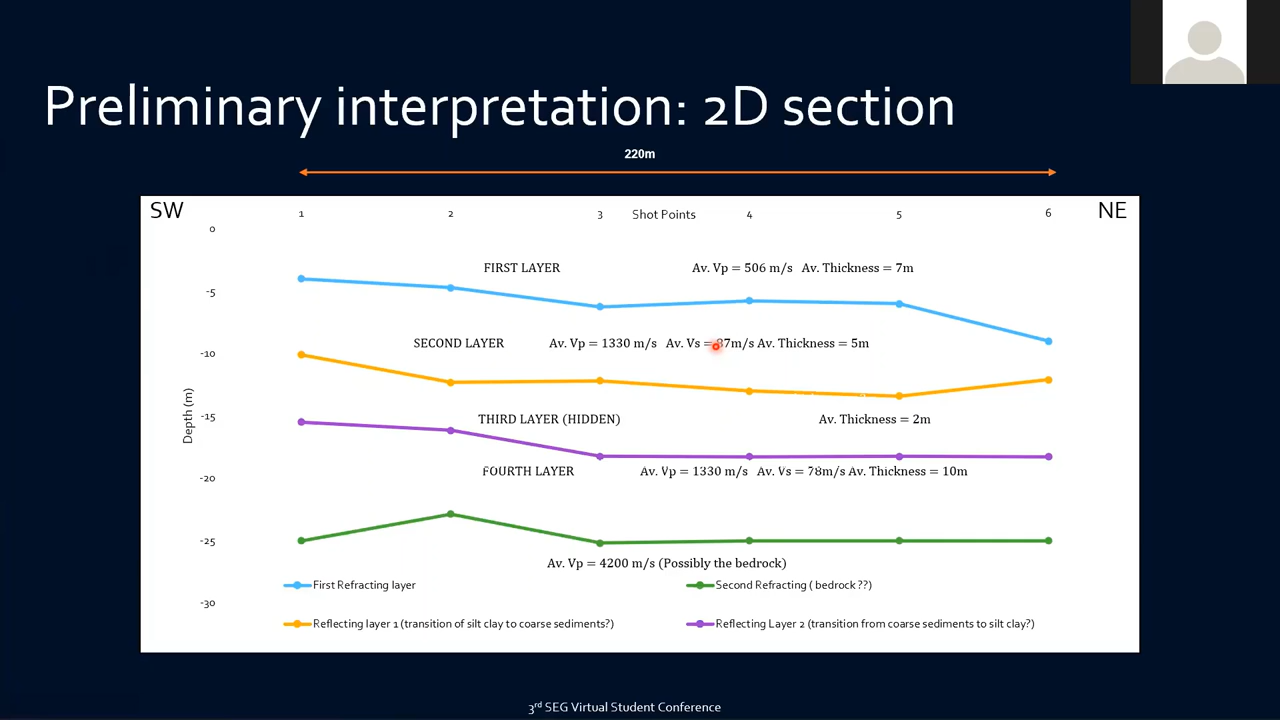 Preliminary interpretation: 2D section
220m
SW 1 2 3 Shot Points 4 5 6 NE
0
FIRST LAYER Av. Vp = 506 m/s Av. Thickness = 7m
-5
SECOND LAYER Av. Vp = 1330 m/s Av. Vs = 87m/s Av. Thickness = 5m
-10
Depth (m)
-15
THIRD LAYER (HIDDEN) Av. Thickness = 2m
FOURTH LAYER Av. Vp = 1330 m/s Av. Vs = 78m/s Av. Thickness = 10m
-20
-25
Av. Vp = 4200 m/s (Possibly the bedrock)
First Refracting layer Second Refracting ( bedrock ??)
-30
Reflecting layer 1 (transition of silt clay to coarse sediments?) Reflecting Layer 2 (transition from coarse sediments to silt clay?)
3rd SEG Virtual Student Conference